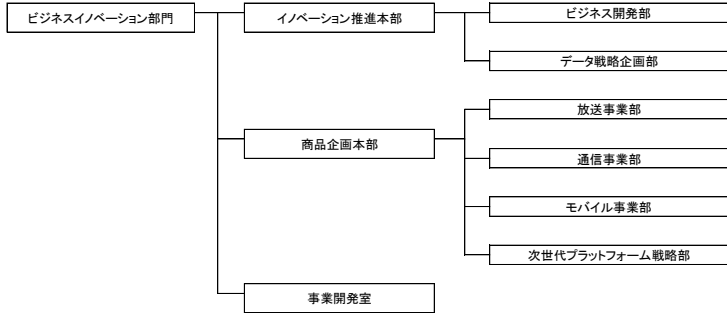 ビジネスイノベーション部門
イノベーション推進本部
ビジネス開発部
データ戦略企画部
商品企画本部
放送事業部
通信事業部
モバイル事業部
次世代プラットフォーム戦略部
事業開発室